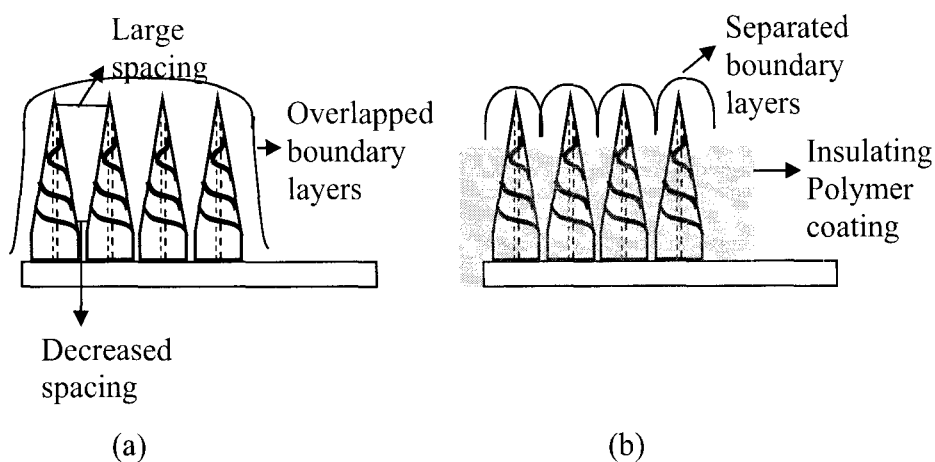 Large
spacing
Overlapped
boundary
layers
Decreased
spacing
(a)
Separated
boundary
layers
Insulating
Polymer
coating
(b)